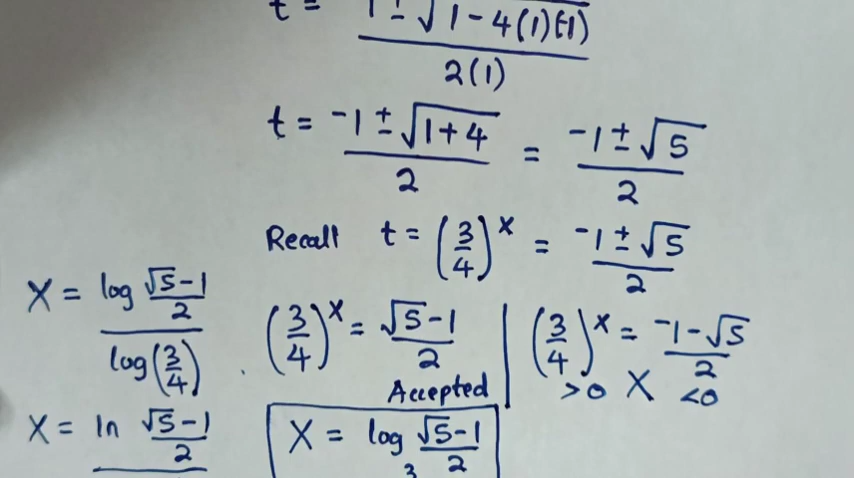 t = 1 ± √1 - 4(1)(-1)
2(1)
t = -1 ± √1+4 / 2 = -1 ± √5 / 2
Recall t = (3/4)^x = -1 ± √5 / 2
(3/4)^x = √5-1 / 2
Accepted
(3/4)^x = -1-√5 / 2
>0 X <0
X = log √5-1 / 2
3
X = log √5-1 / 2
log(3/4)
X = ln √5-1 / 2